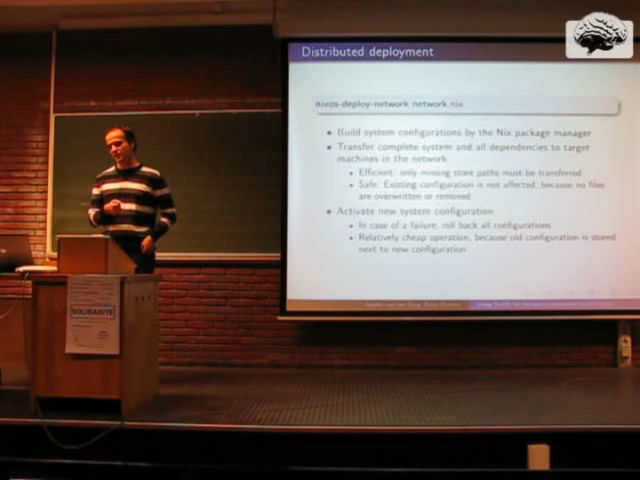 Distributed deployment
nixos-deploy-network network.nix
Build system configurations by the Nix package manager
Transfer complete system and all dependencies to target
machines in the network
Efficient: only missing store paths must be transferred
Safe: Existing configuration is not affected, because no files
are overwritten or removed
Activate new system configuration
In case of a failure, roll back all configurations
Relatively cheap operation, because old configuration is stored
next to new configuration
SOLIDARITE